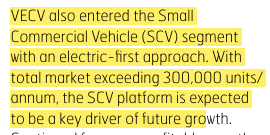 VECV also entered the Small
Commercial Vehicle (SCV) segment
with an electric-first approach. With
total market exceeding 300,000 units/
annum, the SCV platform is expected
to be a key driver of future growth.